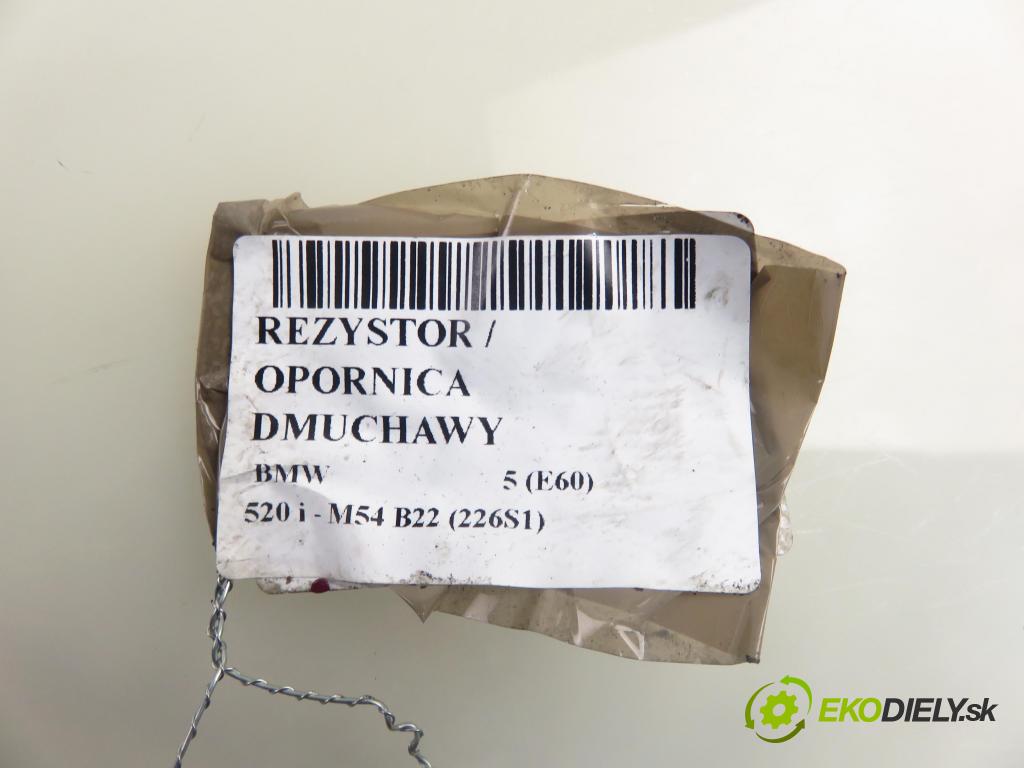 REZYSTOR /
OPORNICA
DMUCHAWY
BMW 5 (E60)
520 i - M54 B22 (226S1)
EKODIELY.sk